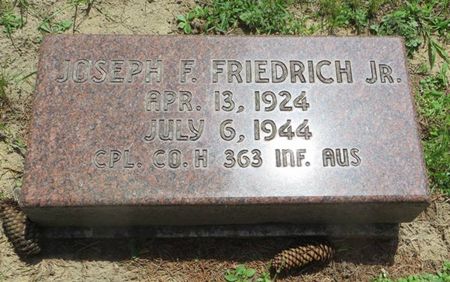 JOSEPH F. FRIEDRICH JR.
APR. 13, 1924
JULY 6, 1944
CPL. CO. H 363 INF. AUS